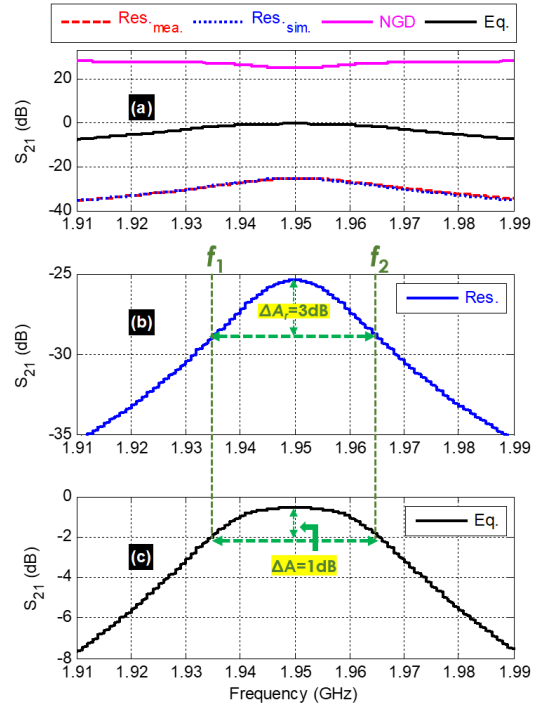 Res.mea. Res.sim. NGD Eq.
20
0
-20
-40
S21 (dB)
(a)
1.91 1.92 1.93 1.94 1.95 1.96 1.97 1.98 1.99
f1 f2
-25
-30
-35
S21 (dB)
(b)
Res.
ΔAr=3dB
1.91 1.92 1.93 1.94 1.95 1.96 1.97 1.98 1.99
0
-2
-4
-6
-8
S21 (dB)
(c)
Eq.
ΔA=1dB
1.91 1.92 1.93 1.94 1.95 1.96 1.97 1.98 1.99
Frequency (GHz)